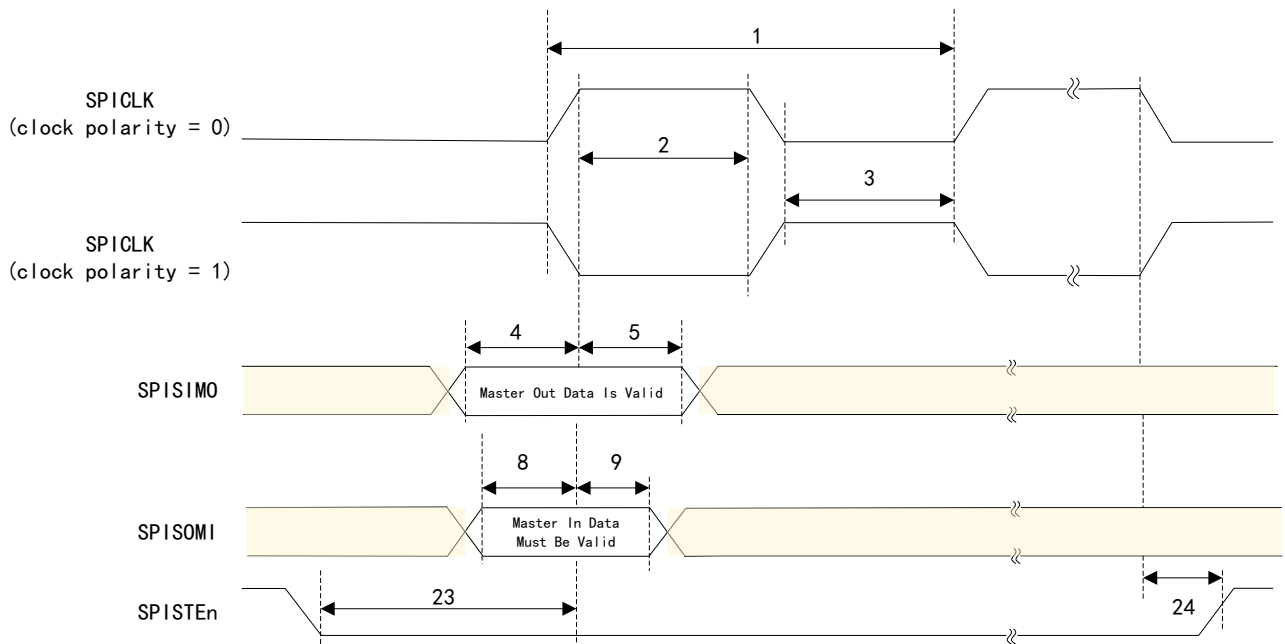 1
SPICLK
(clock polarity = 0)
2
3
SPICLK
(clock polarity = 1)
4
5
SPISIMO
Master Out Data Is Valid
8
9
SPISOMI
Master In Data
Must Be Valid
SPISTEn
23
24